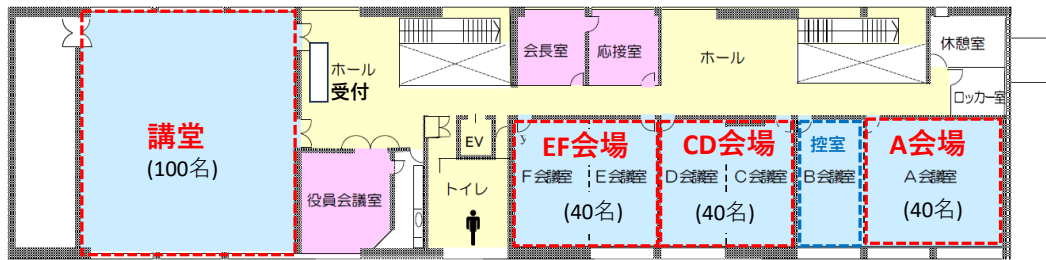 講堂
(100名)
ホール
受付
会長室
応接室
ホール
休憩室
ロッカー室
役員会議室
EV
トイレ
y
EF会場
F会議室
E会議室
(40名)
CD会場
D会議室
C会議室
(40名)
控室
B会議室
A会場
A会議室
(40名)